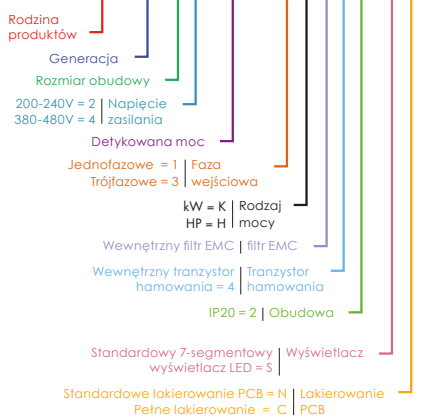 Rodzina
produktów
Generacja
Rozmiar obudowy
200-240V = 2 | Napięcie
380-480V = 4 | zasilania
Detykowana moc
Jednofazowe = 1 | Faza
Trójfazowe = 3 | wejściowa
kW = K | Rodzaj
HP = H | mocy
Wewnętrzny filtr EMC | filtr EMC
Wewnętrzny tranzystor | Tranzystor
hamowania = 4 | hamowania
IP20 = 2 | Obudowa
Standardowy 7-segmentowy | Wyświetlacz
wyświetlacz LED = S |
Standardowe lakierowanie PCB = N | Lakierowanie
Pełne lakierowanie = C | PCB